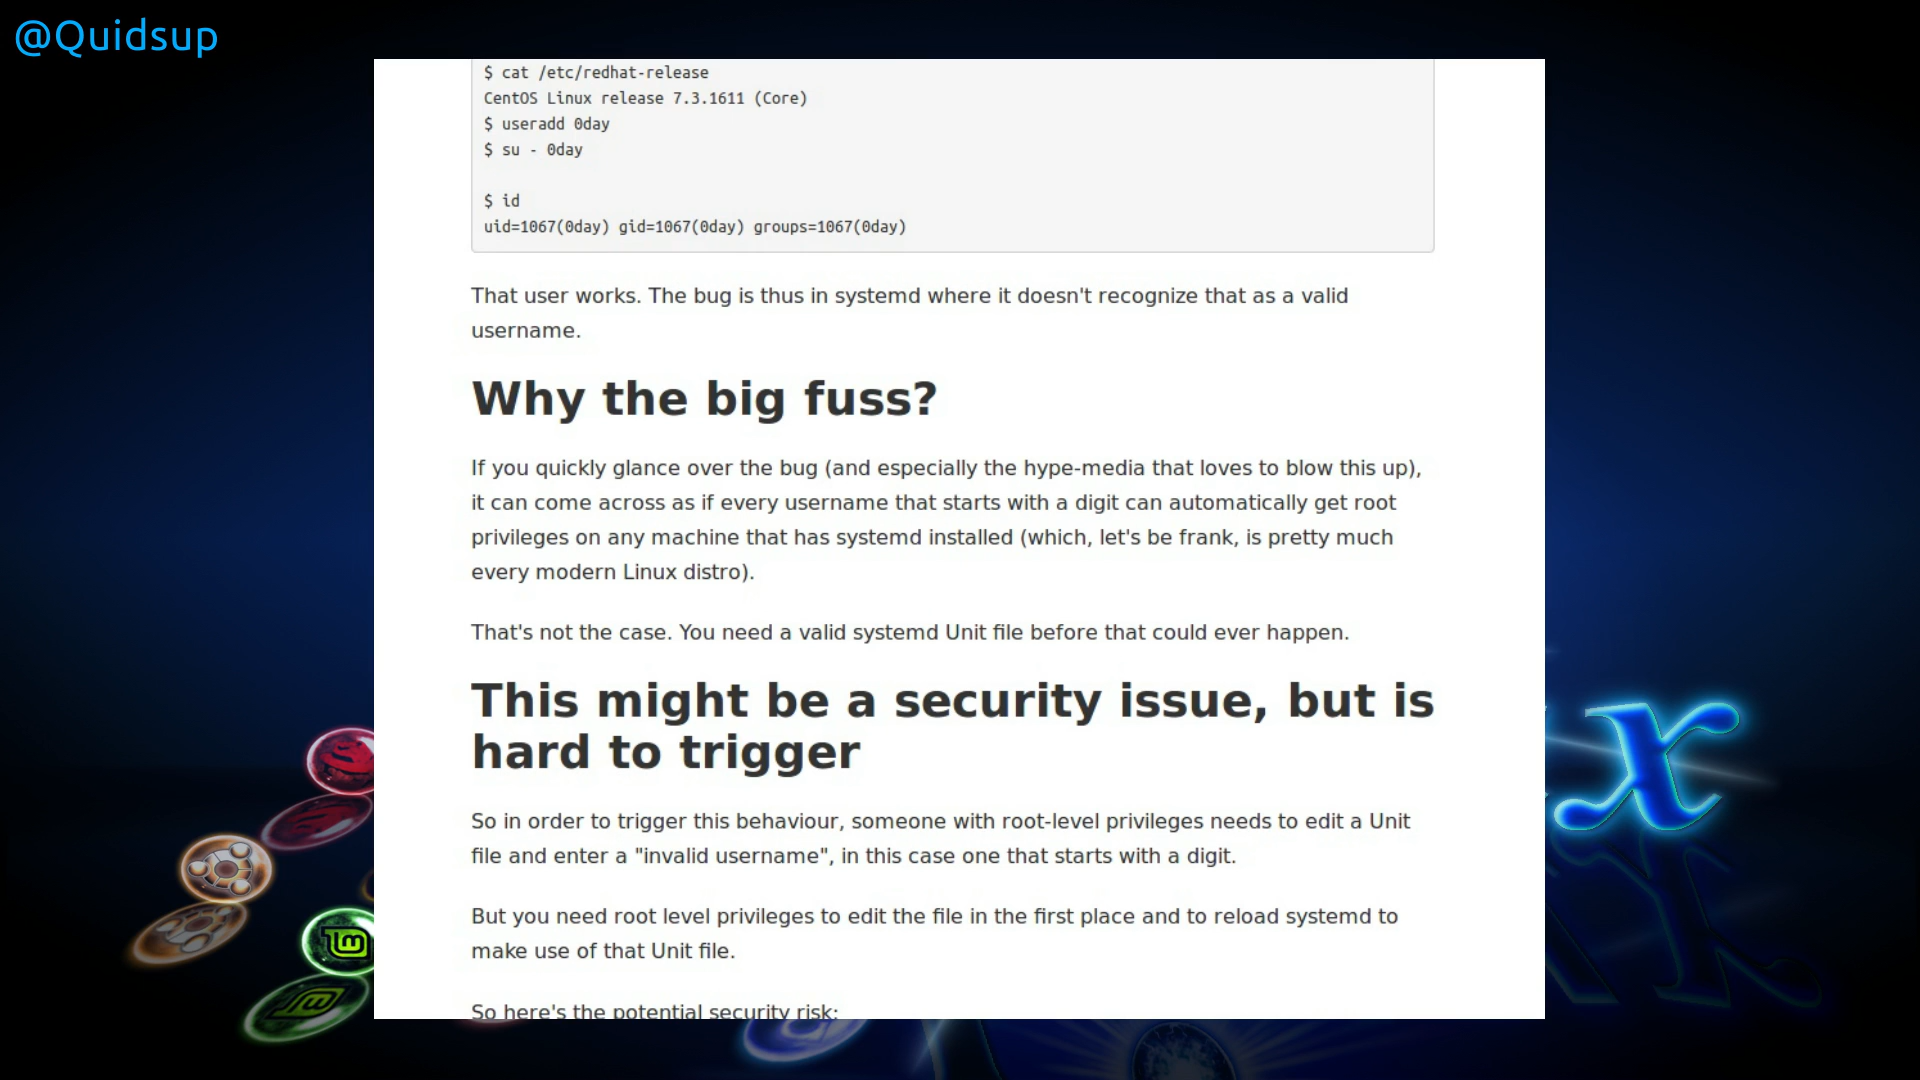 @Quidsup
$ cat /etc/redhat-release
CentOS Linux release 7.3.1611 (Core)
$ useradd 0day
$ su - 0day
$ id
uid=1067(0day) gid=1067(0day) groups=1067(0day)
That user works. The bug is thus in systemd where it doesn't recognize that as a valid
username.
Why the big fuss?
If you quickly glance over the bug (and especially the hype-media that loves to blow this up),
it can come across as if every username that starts with a digit can automatically get root
privileges on any machine that has systemd installed (which, let's be frank, is pretty much
every modern Linux distro).
That's not the case. You need a valid systemd Unit file before that could ever happen.
This might be a security issue, but is
hard to trigger
x
So in order to trigger this behaviour, someone with root-level privileges needs to edit a Unit
file and enter a "invalid username", in this case one that starts with a digit.
But you need root level privileges to edit the file in the first place and to reload systemd to
make use of that Unit file.
So here's the potential security risk: